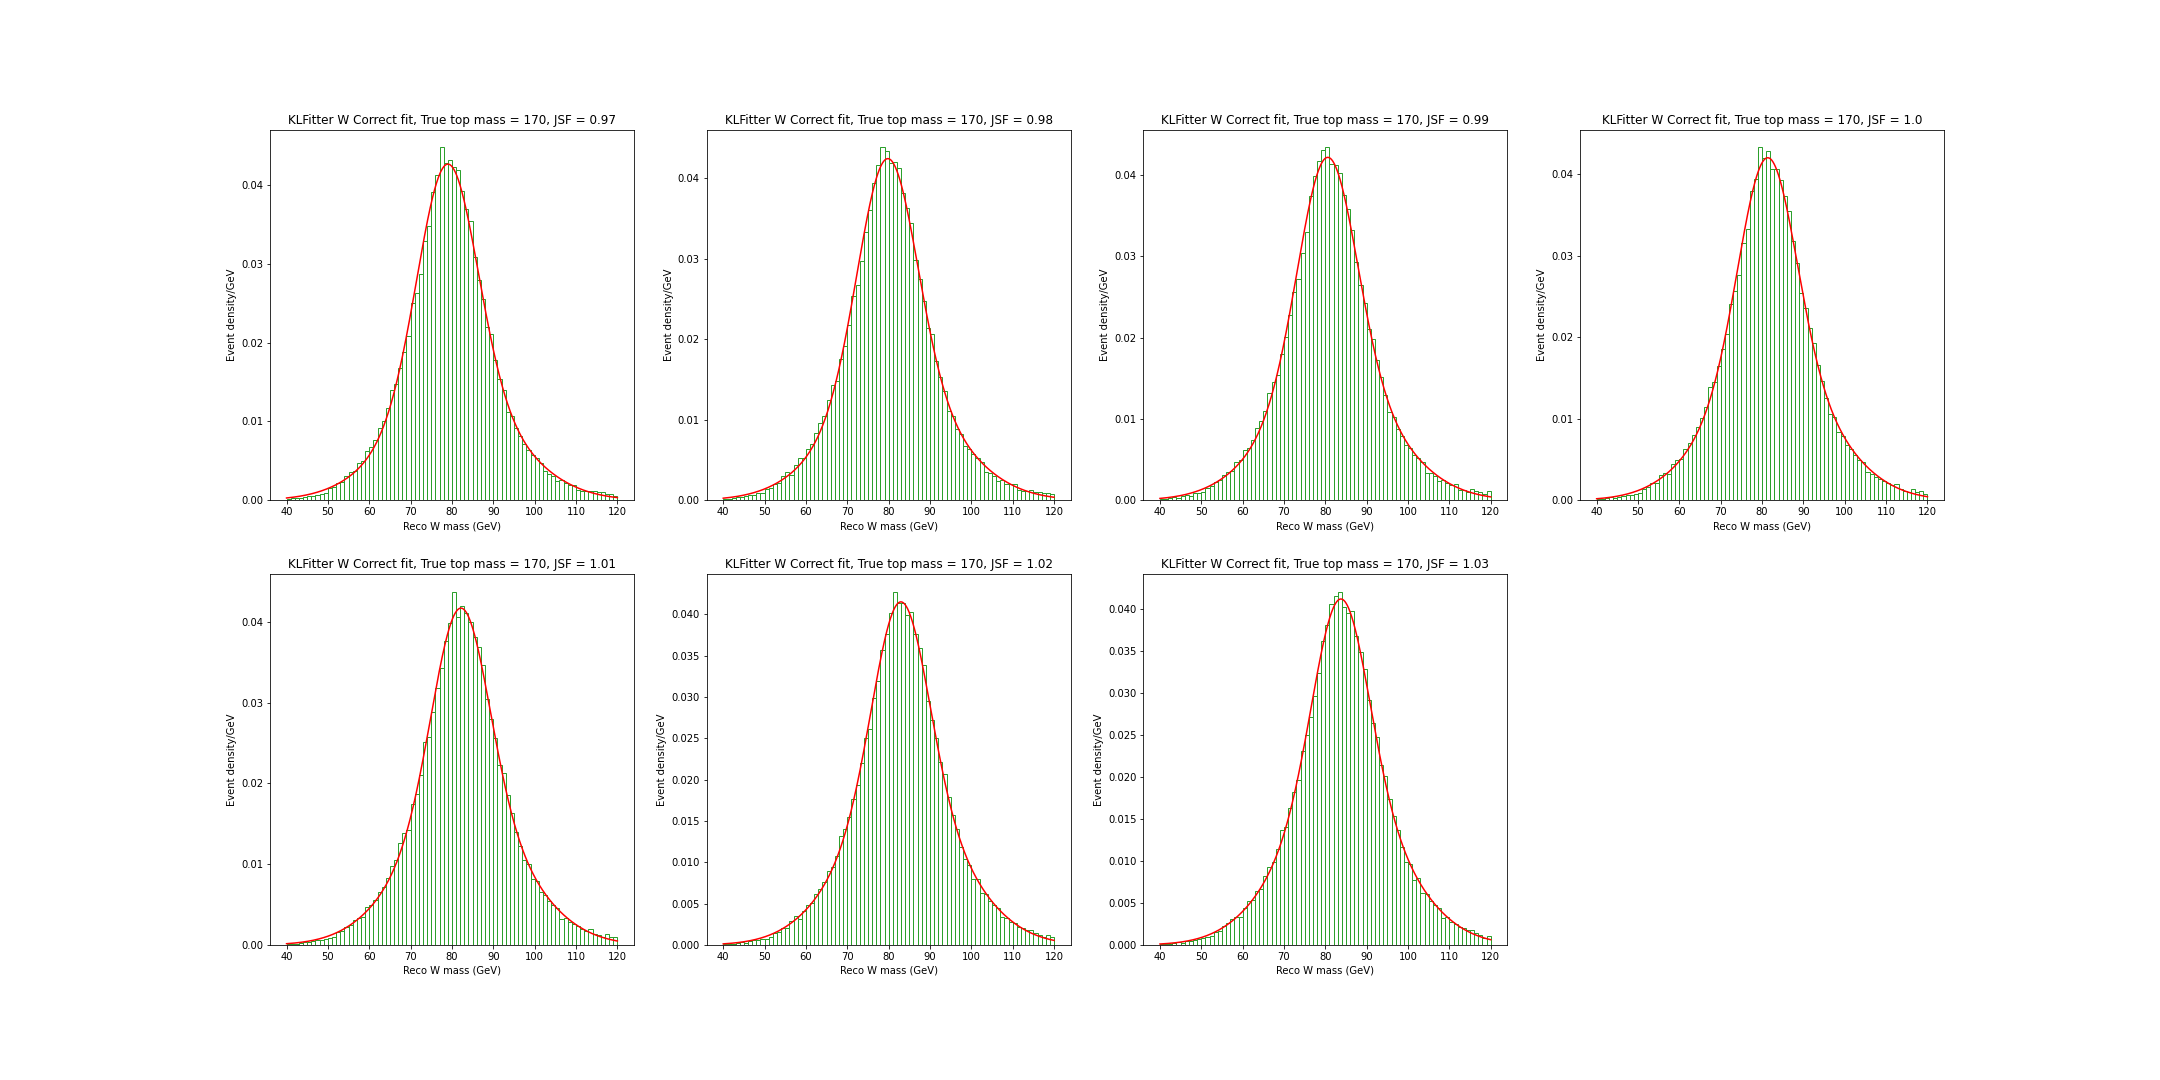 KLFitter W Correct fit, True top mass = 170, JSF = 0.97
0.04
0.03
0.02
0.01
0.00
Event density/GeV
40 50 60 70 80 90 100 110 120
Reco W mass (GeV)
KLFitter W Correct fit, True top mass = 170, JSF = 0.98
0.04
0.03
0.02
0.01
0.00
Event density/GeV
40 50 60 70 80 90 100 110 120
Reco W mass (GeV)
KLFitter W Correct fit, True top mass = 170, JSF = 0.99
0.04
0.03
0.02
0.01
0.00
Event density/GeV
40 50 60 70 80 90 100 110 120
Reco W mass (GeV)
KLFitter W Correct fit, True top mass = 170, JSF = 1.0
0.04
0.03
0.02
0.01
0.00
Event density/GeV
40 50 60 70 80 90 100 110 120
Reco W mass (GeV)
KLFitter W Correct fit, True top mass = 170, JSF = 1.01
0.04
0.03
0.02
0.01
0.00
Event density/GeV
40 50 60 70 80 90 100 110 120
Reco W mass (GeV)
KLFitter W Correct fit, True top mass = 170, JSF = 1.02
0.040
0.035
0.030
0.025
0.020
0.015
0.010
0.005
0.000
Event density/GeV
40 50 60 70 80 90 100 110 120
Reco W mass (GeV)
KLFitter W Correct fit, True top mass = 170, JSF = 1.03
0.040
0.035
0.030
0.025
0.020
0.015
0.010
0.005
0.000
Event density/GeV
40 50 60 70 80 90 100 110 120
Reco W mass (GeV)